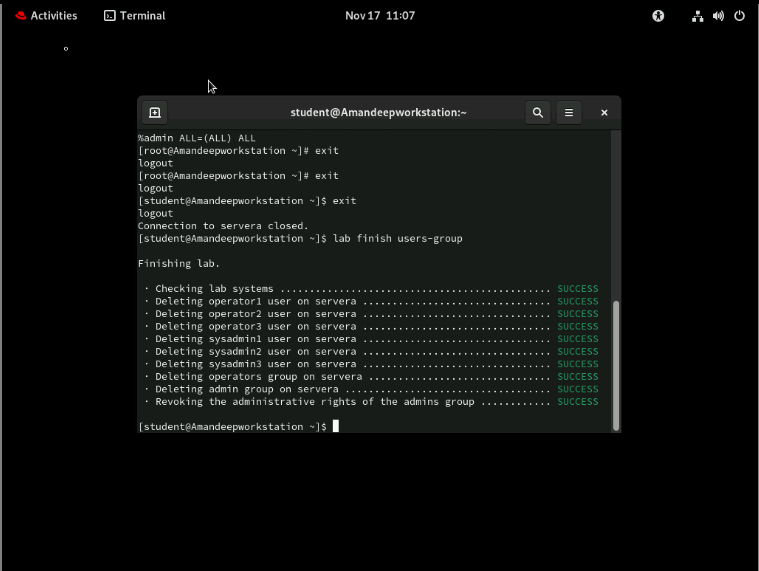 Activities Terminal Nov 17 11:07
student@Amandeepworkstation:~
%admin ALL=(ALL) ALL
[root@Amandeepworkstation ~]# exit
logout
[root@Amandeepworkstation ~]# exit
logout
[student@Amandeepworkstation ~]$ exit
logout
Connection to servera closed.
[student@Amandeepworkstation ~]$ lab finish users-group
Finishing lab.
· Checking lab systems ............................................. SUCCESS
· Deleting operator1 user on servera ............................... SUCCESS
· Deleting operator2 user on servera ............................... SUCCESS
· Deleting operator3 user on servera ............................... SUCCESS
· Deleting sysadmin1 user on servera ............................... SUCCESS
· Deleting sysadmin2 user on servera ............................... SUCCESS
· Deleting sysadmin3 user on servera ............................... SUCCESS
· Deleting operators group on servera .............................. SUCCESS
· Deleting admin group on servera .................................. SUCCESS
· Revoking the administrative rights of the admins group ............ SUCCESS
[student@Amandeepworkstation ~]$